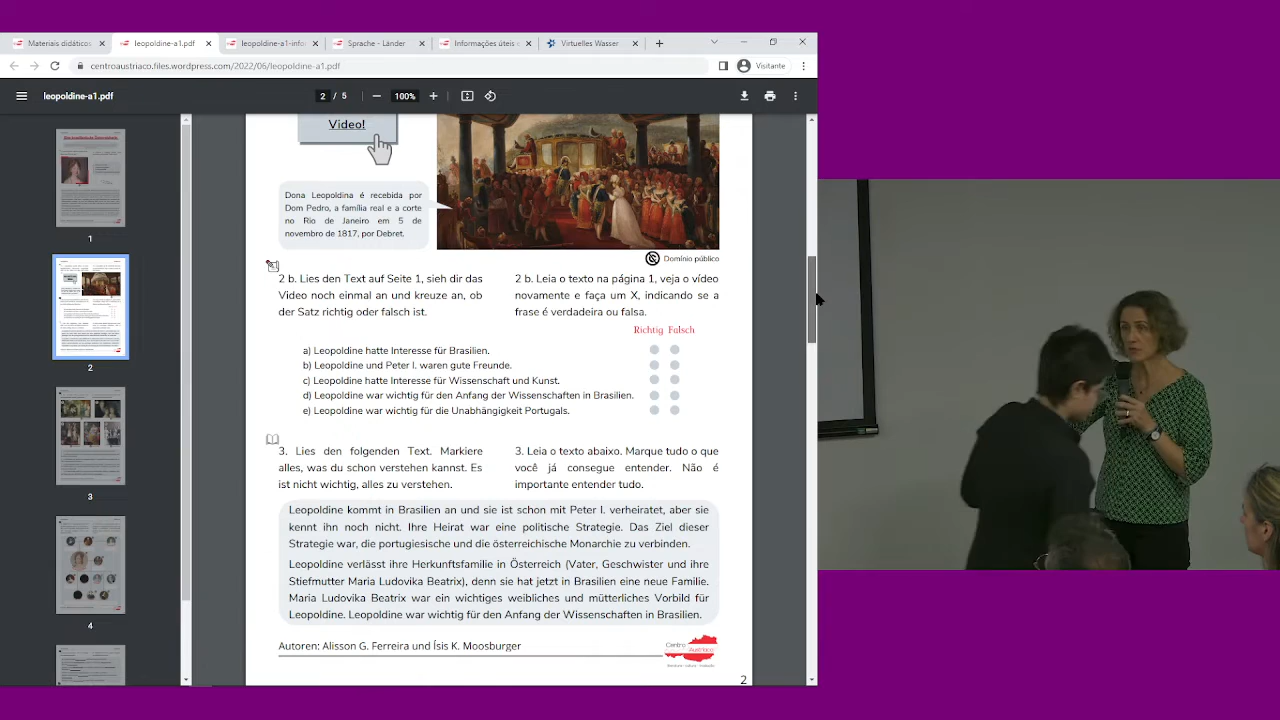 Materiais didáticos
leopoldine-a1.pdf
leopoldine-a1-info
Sprache - Länder
Informações úteis e
Virtuelles Wasser
centroaustriaco.files.wordpress.com/2022/06/leopoldine-a1.pdf
Visitante
leopoldine-a1.pdf
2 / 5
100%
1
2
3
4
Video!
Dona Leopoldina é recebida por
Dom Pedro, a família real e a corte
no Rio de Janeiro em 5 de
novembro de 1817, por Debret.
Domínio público
2 b. Lies den Text auf Seite 1, sieh dir das
Video noch einmal an und kreuze an, ob
der Satz richtig oder falsch ist.
2 b. Leia o texto na página 1, veja o vídeo
novamente e faça um X, indicando se a
frase é verdadeira ou falsa.
Richtig Falsch
a) Leopoldine hatte Interesse für Brasilien.
b) Leopoldine und Peter I. waren gute Freunde.
c) Leopoldine hatte Interesse für Wissenschaft und Kunst.
d) Leopoldine war wichtig für den Anfang der Wissenschaften in Brasilien.
e) Leopoldine war wichtig für die Unabhängigkeit Portugals.
3. Lies den folgenden Text. Markiere
alles, was du schon verstehen kannst. Es
ist nicht wichtig, alles zu verstehen.
3. Leia o texto abaixo. Marque tudo o que
você já consegue entender. Não é
importante entender tudo.
Leopoldine kommt in Brasilien an und sie ist schon mit Peter I. verheiratet, aber sie
kennt ihn noch nicht. Ihre Heirat war eine politische Strategie. Das Ziel dieser
Strategie war, die portugiesische und die österreichische Monarchie zu verbinden.
Leopoldine verlässt ihre Herkunftsfamilie in Österreich (Vater, Geschwister und ihre
Stiefmutter Maria Ludovika Beatrix), denn sie hat jetzt in Brasilien eine neue Familie.
Maria Ludovika Beatrix war ein wichtiges weibliches und mütterliches Vorbild für
Leopoldine. Leopoldine war wichtig für den Anfang der Wissenschaften in Brasilien.
Autoren: Alisson G. Ferreira und Ísis K. Moosburger
Centro
Austríaco
2